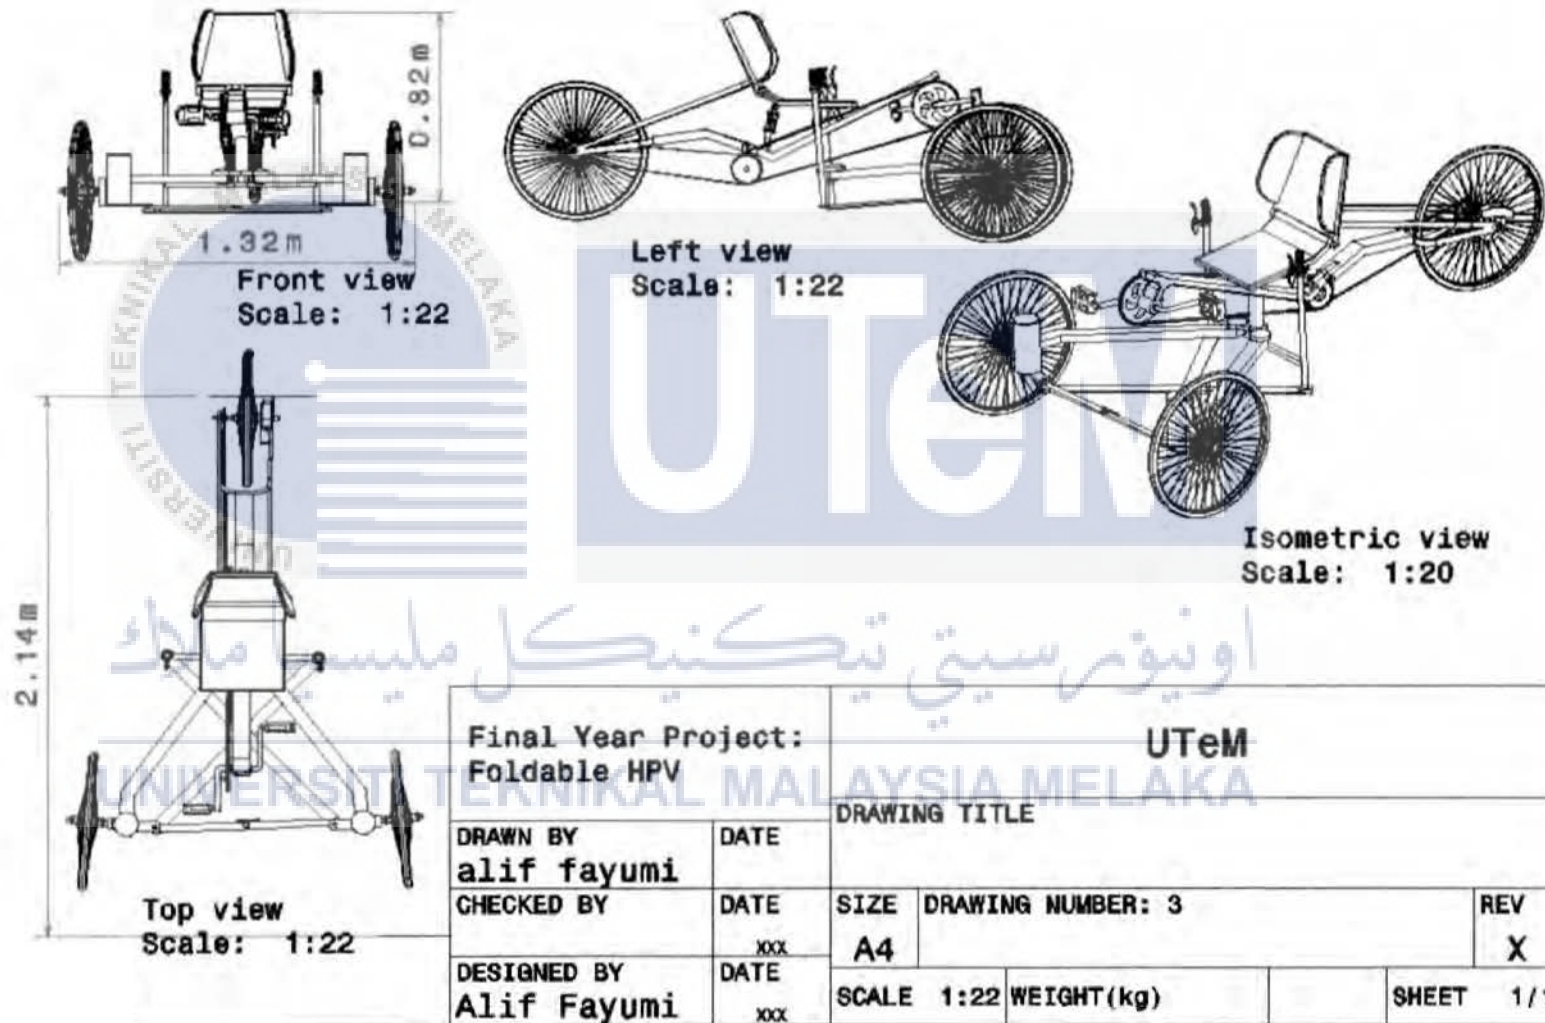 0.82m
1.32m
Front view
Scale: 1:22
Left view
Scale: 1:22
Isometric view
Scale: 1:20
2.14m
Top view
Scale: 1:22
UTeM
اونيۏرسيتي تيكنيكل مليسيا ملاك
UNIVERSITI TEKNIKAL MALAYSIA MELAKA
Final Year Project:
Foldable HPV
UTeM
DRAWING TITLE
DRAWN BY
alif fayumi
DATE
CHECKED BY
DATE
xxx
DESIGNED BY
Alif Fayumi
DATE
xxx
SIZE
A4
DRAWING NUMBER: 3
REV
X
SCALE 1:22
WEIGHT(kg)
SHEET 1/1